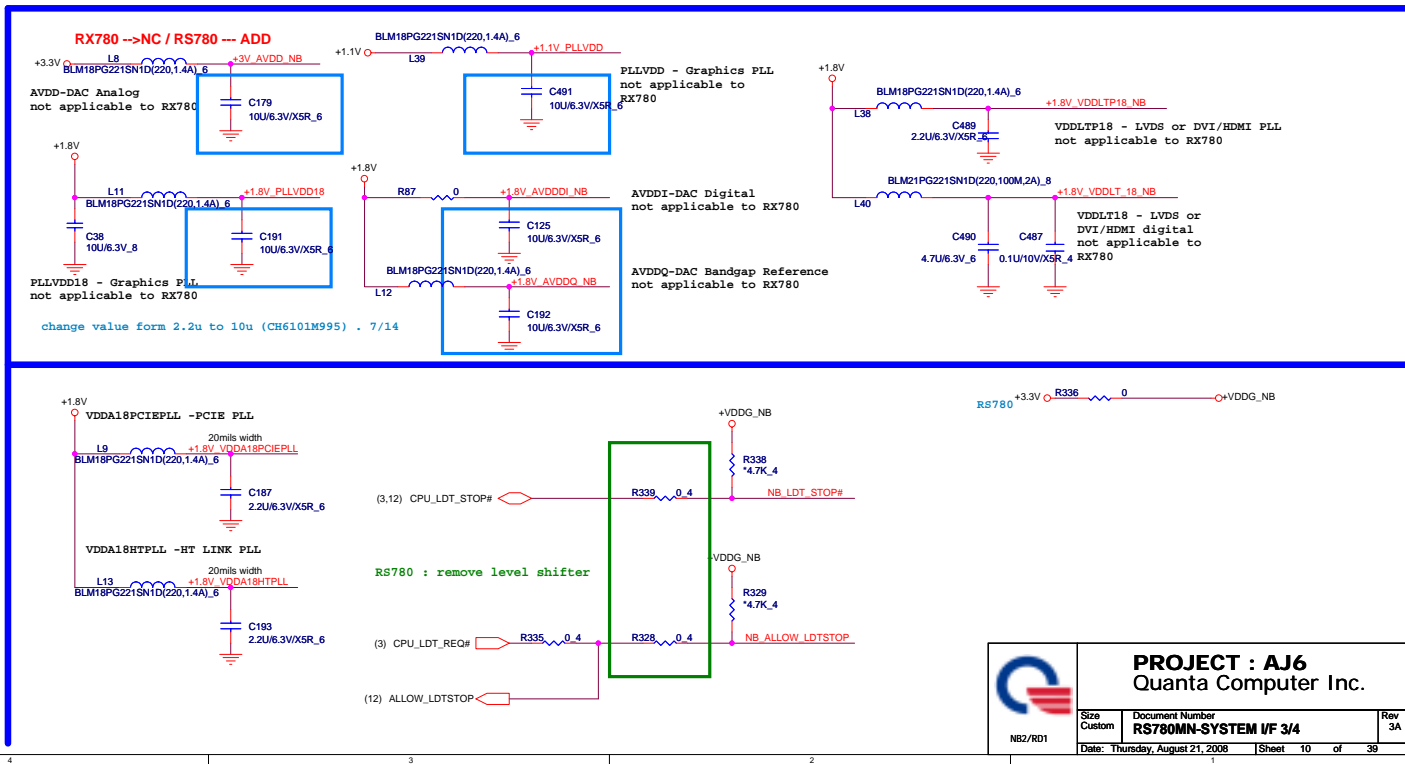 RX780 -->NC / RS780 --- ADD
+3.3V
L8
BLM18PG221SN1D(220,1.4A)_6
+3V_AVDD_NB
AVDD-DAC Analog
not applicable to RX780
C179
10U/6.3V/X5R_6
BLM18PG221SN1D(220,1.4A)_6
+1.1V
L39
+1.1V_PLLVDD
PLLVDD - Graphics PLL
not applicable to
RX780
C491
10U/6.3V/X5R_6
+1.8V
BLM18PG221SN1D(220,1.4A)_6
L38
+1.8V_VDDLTP18_NB
C489
2.2U/6.3V/X5R_6
VDDLTP18 - LVDS or DVI/HDMI PLL
not applicable to RX780
+1.8V
L11
BLM18PG221SN1D(220,1.4A)_6
+1.8V_PLLVDD18
C38
10U/6.3V_8
C191
10U/6.3V/X5R_6
PLLVDD18 - Graphics PLL
not applicable to RX780
+1.8V
R87
0
+1.8V_AVDDDI_NB
AVDDI-DAC Digital
not applicable to RX780
C125
10U/6.3V/X5R_6
BLM18PG221SN1D(220,1.4A)_6
L12
+1.8V_AVDDQ_NB
AVDDQ-DAC Bandgap Reference
not applicable to RX780
C192
10U/6.3V/X5R_6
BLM21PG221SN1D(220,100M,2A)_8
L40
+1.8V_VDDLT_18_NB
VDDLT18 - LVDS or
DVI/HDMI digital
not applicable to
RX780
C490
4.7U/6.3V_6
C487
0.1U/10V/X5R_4
change value form 2.2u to 10u (CH6101M995) . 7/14
+1.8V
VDDA18PCIEPLL -PCIE PLL
20mils width
L9
+1.8V_VDDA18PCIEPLL
BLM18PG221SN1D(220,1.4A)_6
C187
2.2U/6.3V/X5R_6
VDDA18HTPLL -HT LINK PLL
20mils width
L13
+1.8V_VDDA18HTPLL
BLM18PG221SN1D(220,1.4A)_6
C193
2.2U/6.3V/X5R_6
+VDDG_NB
R338
*4.7K_4
(3,12) CPU_LDT_STOP#
R339
0_4
NB_LDT_STOP#
RS780 : remove level shifter
+VDDG_NB
R329
*4.7K_4
(3) CPU_LDT_REQ#
R335
0_4
R328
0_4
NB_ALLOW_LDTSTOP
(12) ALLOW_LDTSTOP
RS780
+3.3V
R336
0
+VDDG_NB
NB2/RD1
PROJECT : AJ6
Quanta Computer Inc.
Size
Custom
Document Number
RS780MN-SYSTEM I/F 3/4
Rev
3A
Date: Thursday, August 21, 2008
Sheet 10 of 39
4
3
2
1